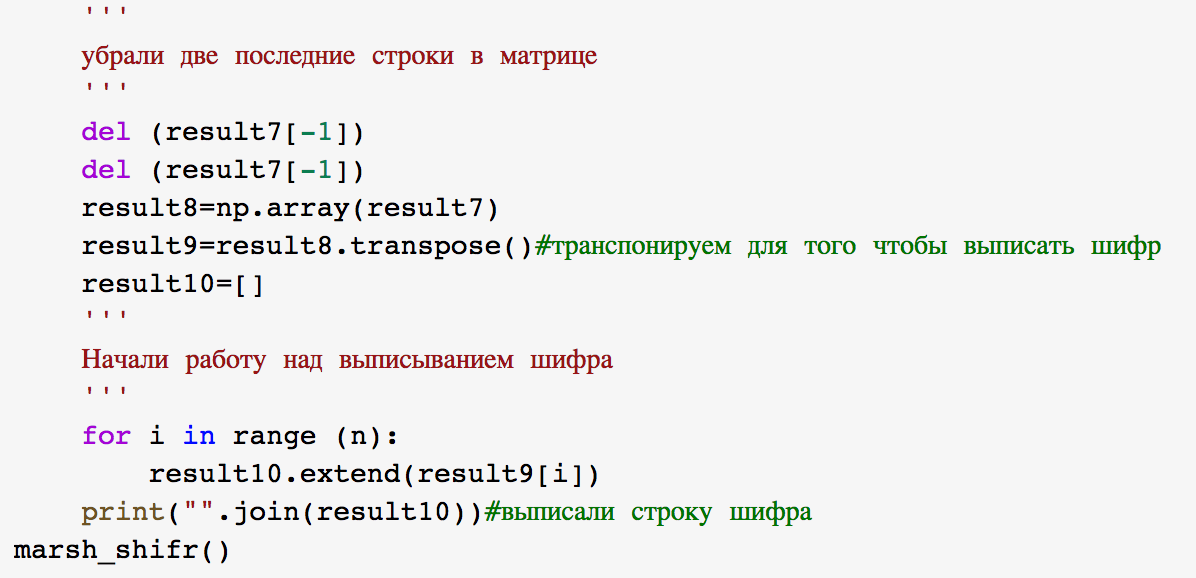 '''
    убрали две последние строки в матрице
    '''
    del (result7[-1])
    del (result7[-1])
    result8=np.array(result7)
    result9=result8.transpose()#транспонируем для того чтобы выписать шифр
    result10=[]
    '''
    Начали работу над выписыванием шифра
    '''
    for i in range (n):
        result10.extend(result9[i])
    print("".join(result10))#выписали строку шифра
marsh_shifr()